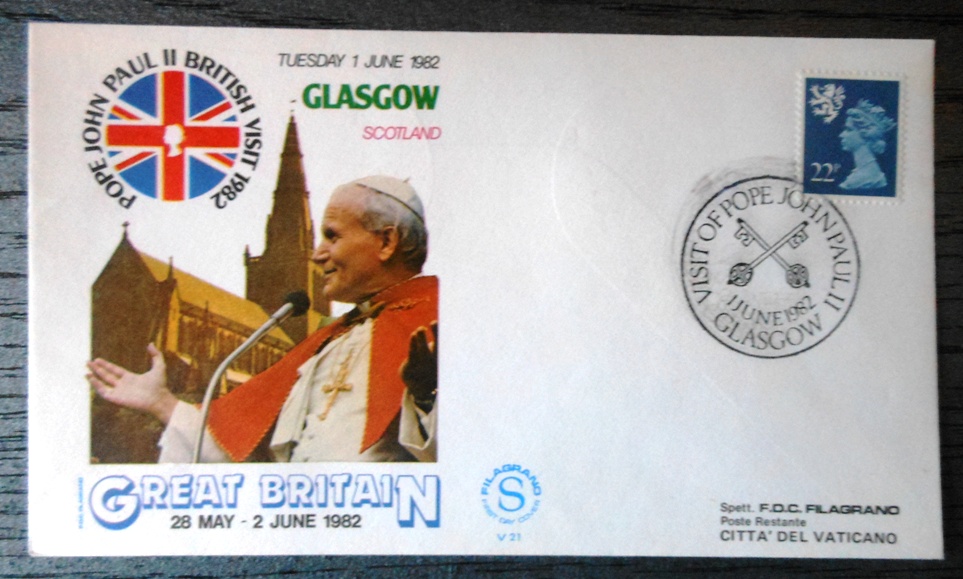 POPE JOHN PAUL II BRITISH VISIT 1982
TUESDAY 1 JUNE 1982
GLASGOW
SCOTLAND
22P
VISIT OF POPE JOHN PAUL II
1 JUNE 1982
GLASGOW
GREAT BRITAIN
28 MAY - 2 JUNE 1982
FILAGRANO
S
FIRST DAY COVER
V 21
Spett. F.D.C. FILAGRANO
Poste Restante
CITTA' DEL VATICANO